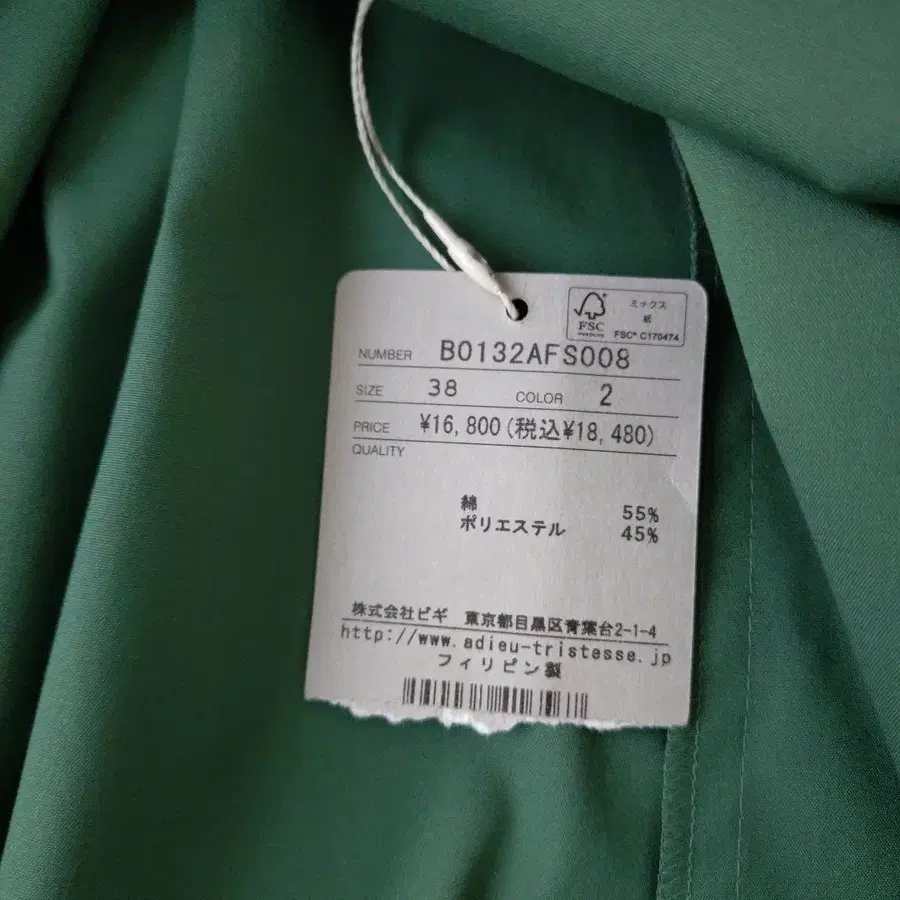 FSC
ミックス
紙
FSC® C170474
NUMBER B0132AFS008
SIZE 38 COLOR 2
PRICE ¥16,800(税込¥18,480)
QUALITY
綿 55%
ポリエステル 45%
株式会社ビギ 東京都目黒区青葉台2-1-4
http://www.adieu-tristesse.jp
フィリピン製